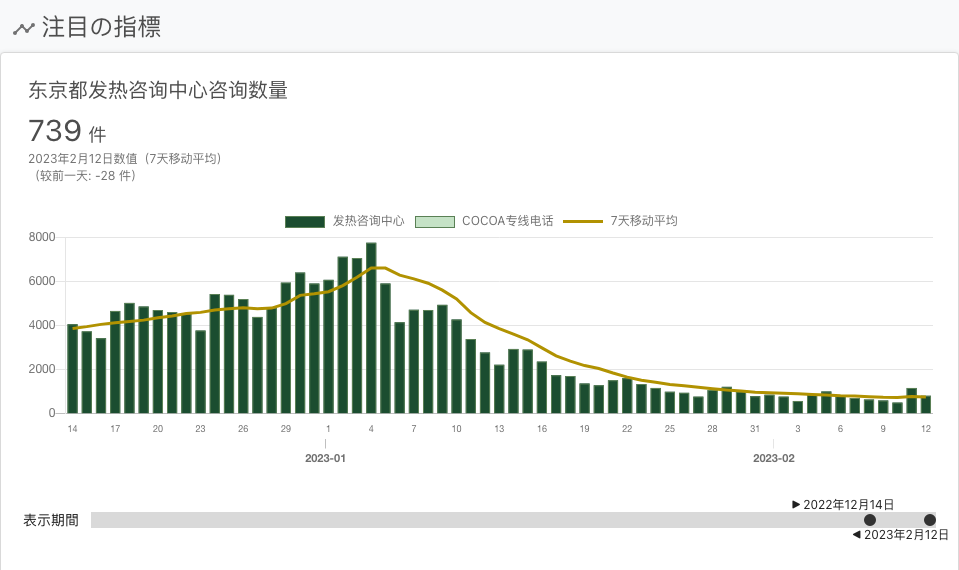 注目の指標
东京都发热咨询中心咨询数量
739 件
2023年2月12日数值（7天移动平均）
（较前一天: -28 件）
发热咨询中心 COCOA专线电话 7天移动平均
8000
6000
4000
2000
0
14 17 20 23 26 29 1 4 7 10 13 16 19 22 25 28 31 3 6 9 12
2023-01 2023-02
▶ 2022年12月14日
表示期間
◀ 2023年2月12日